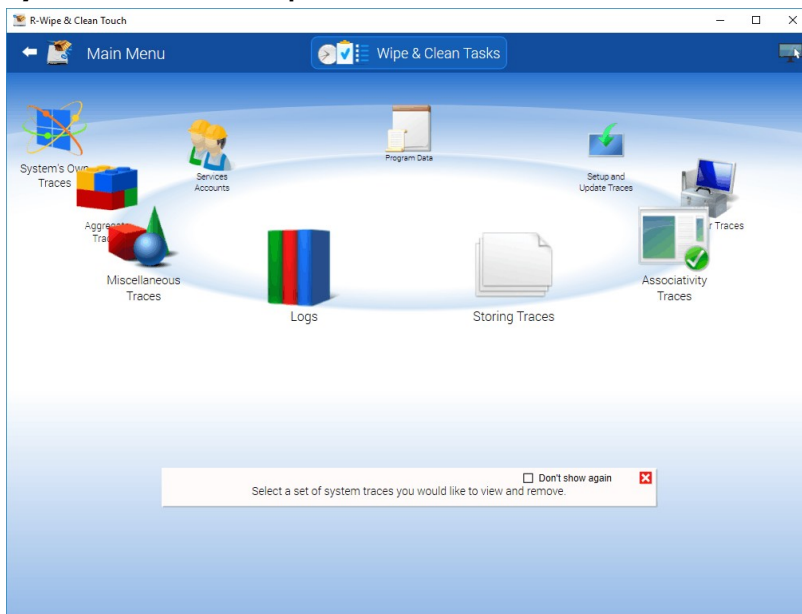 R-Wipe & Clean Touch
Main Menu
Wipe & Clean Tasks
System's Own
Traces
Services
Accounts
Program Data
Setup and
Update Traces
Traces
Miscellaneous
Traces
Logs
Storing Traces
Associativity
Traces
Don't show again
Select a set of system traces you would like to view and remove.